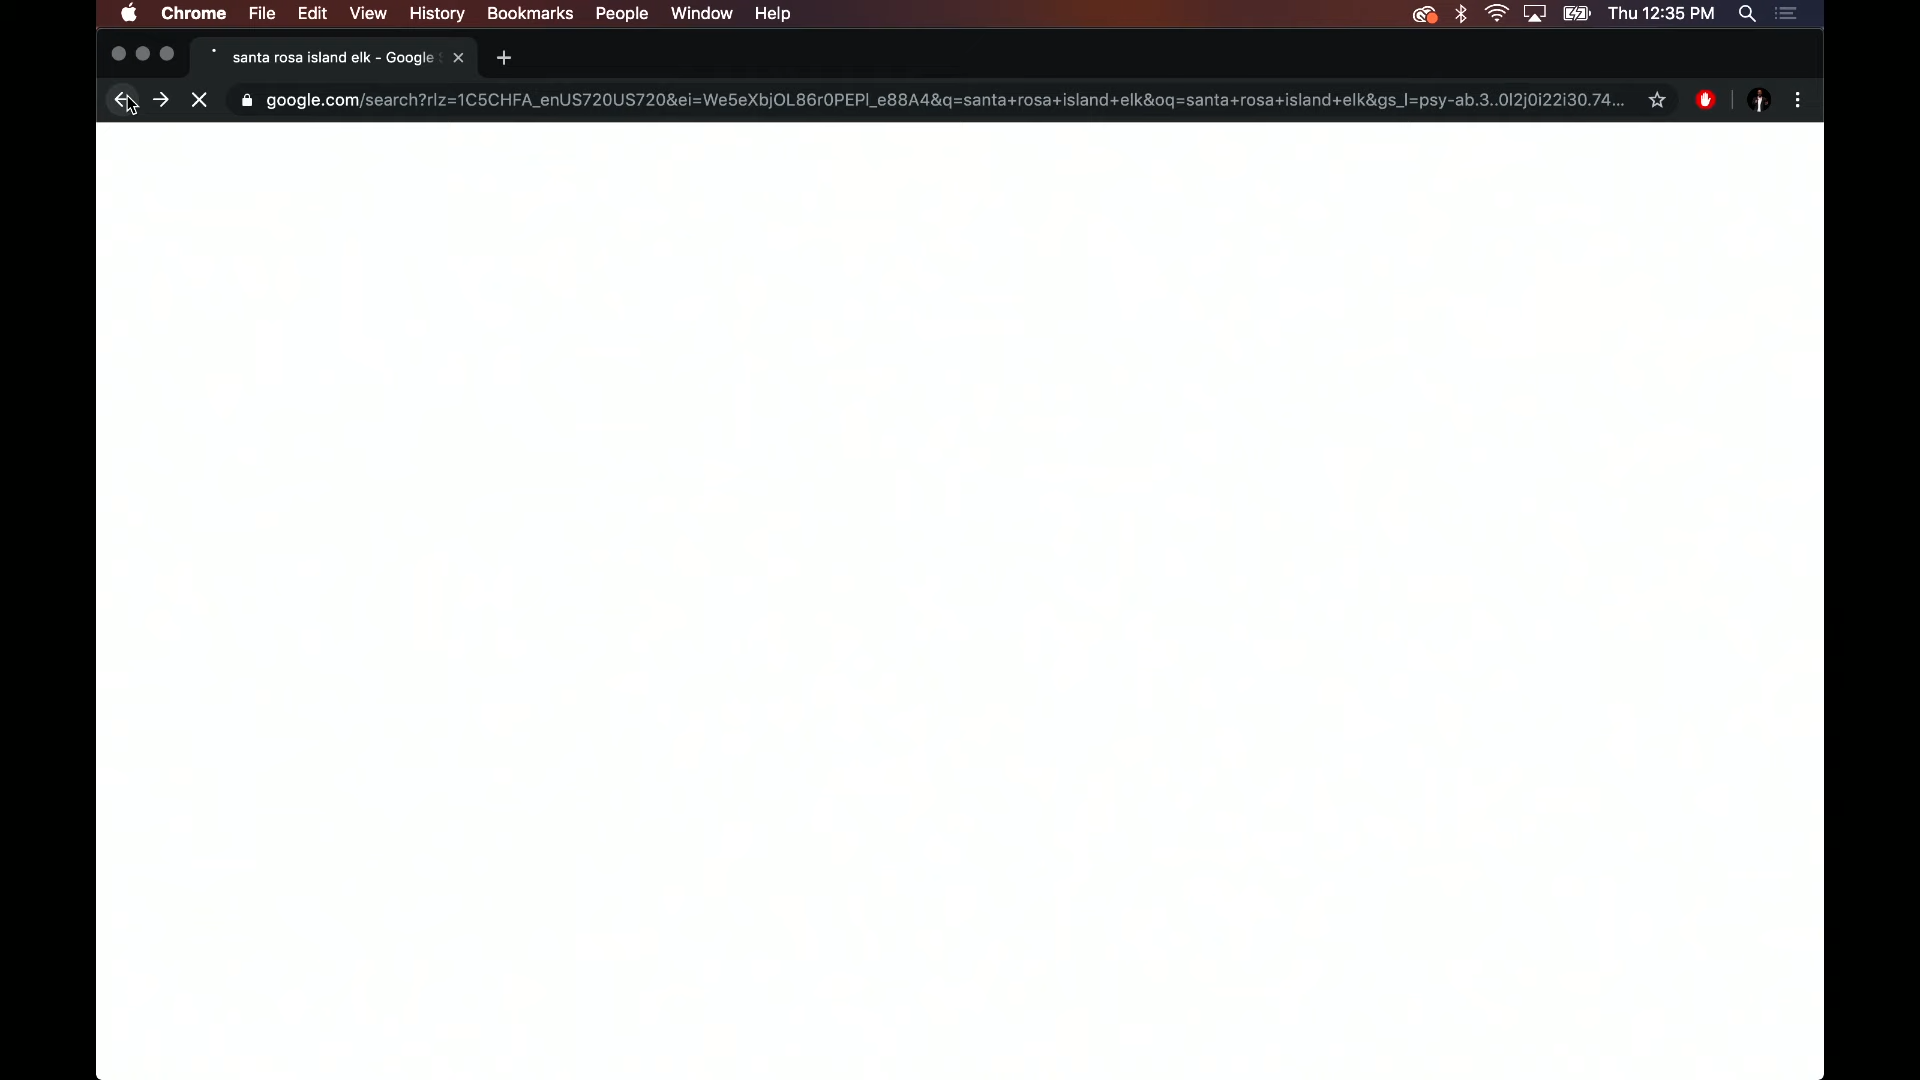 Chrome File Edit View History Bookmarks People Window Help Thu 12:35 PM
santa rosa island elk - Google
google.com/search?rlz=1C5CHFA_enUS720US720&ei=We5eXbjOL86r0PEPl_e88A4&q=santa+rosa+island+elk&oq=santa+rosa+island+elk&gs_l=psy-ab.3..0l2j0i22i30.74...